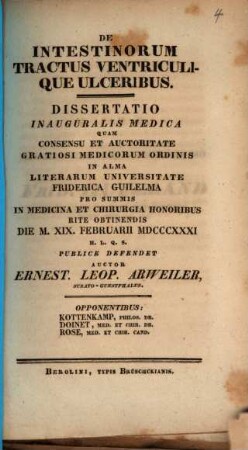 4
DE
INTESTINORUM
TRACTUS VENTRICULI-
QUE ULCERIBUS.
DISSERTATIO
INAUGURALIS MEDICA
QUAM
CONSENSU ET AUCTORITATE
GRATIOSI MEDICORUM ORDINIS
IN ALMA
LITERARUM UNIVERSITATE
FRIDERICA GUILELMA
PRO SUMMIS
IN MEDICINA ET CHIRURGIA HONORIBUS
RITE OBTINENDIS
DIE M. XIX. FEBRUARII MDCCCXXXI
H. L. Q. S.
PUBLICE DEFENDET
AUCTOR
ERNEST. LEOP. ARWEILER,
OPPONENTIBUS:
KOTTENKAMP, PHILOS. DR.
DOINET, MED. ET CHIR. DR.
ROSE, MED. ET CHIR. CAND.
BEROLINI, TYPIS BRÜSCHCKIANIS.